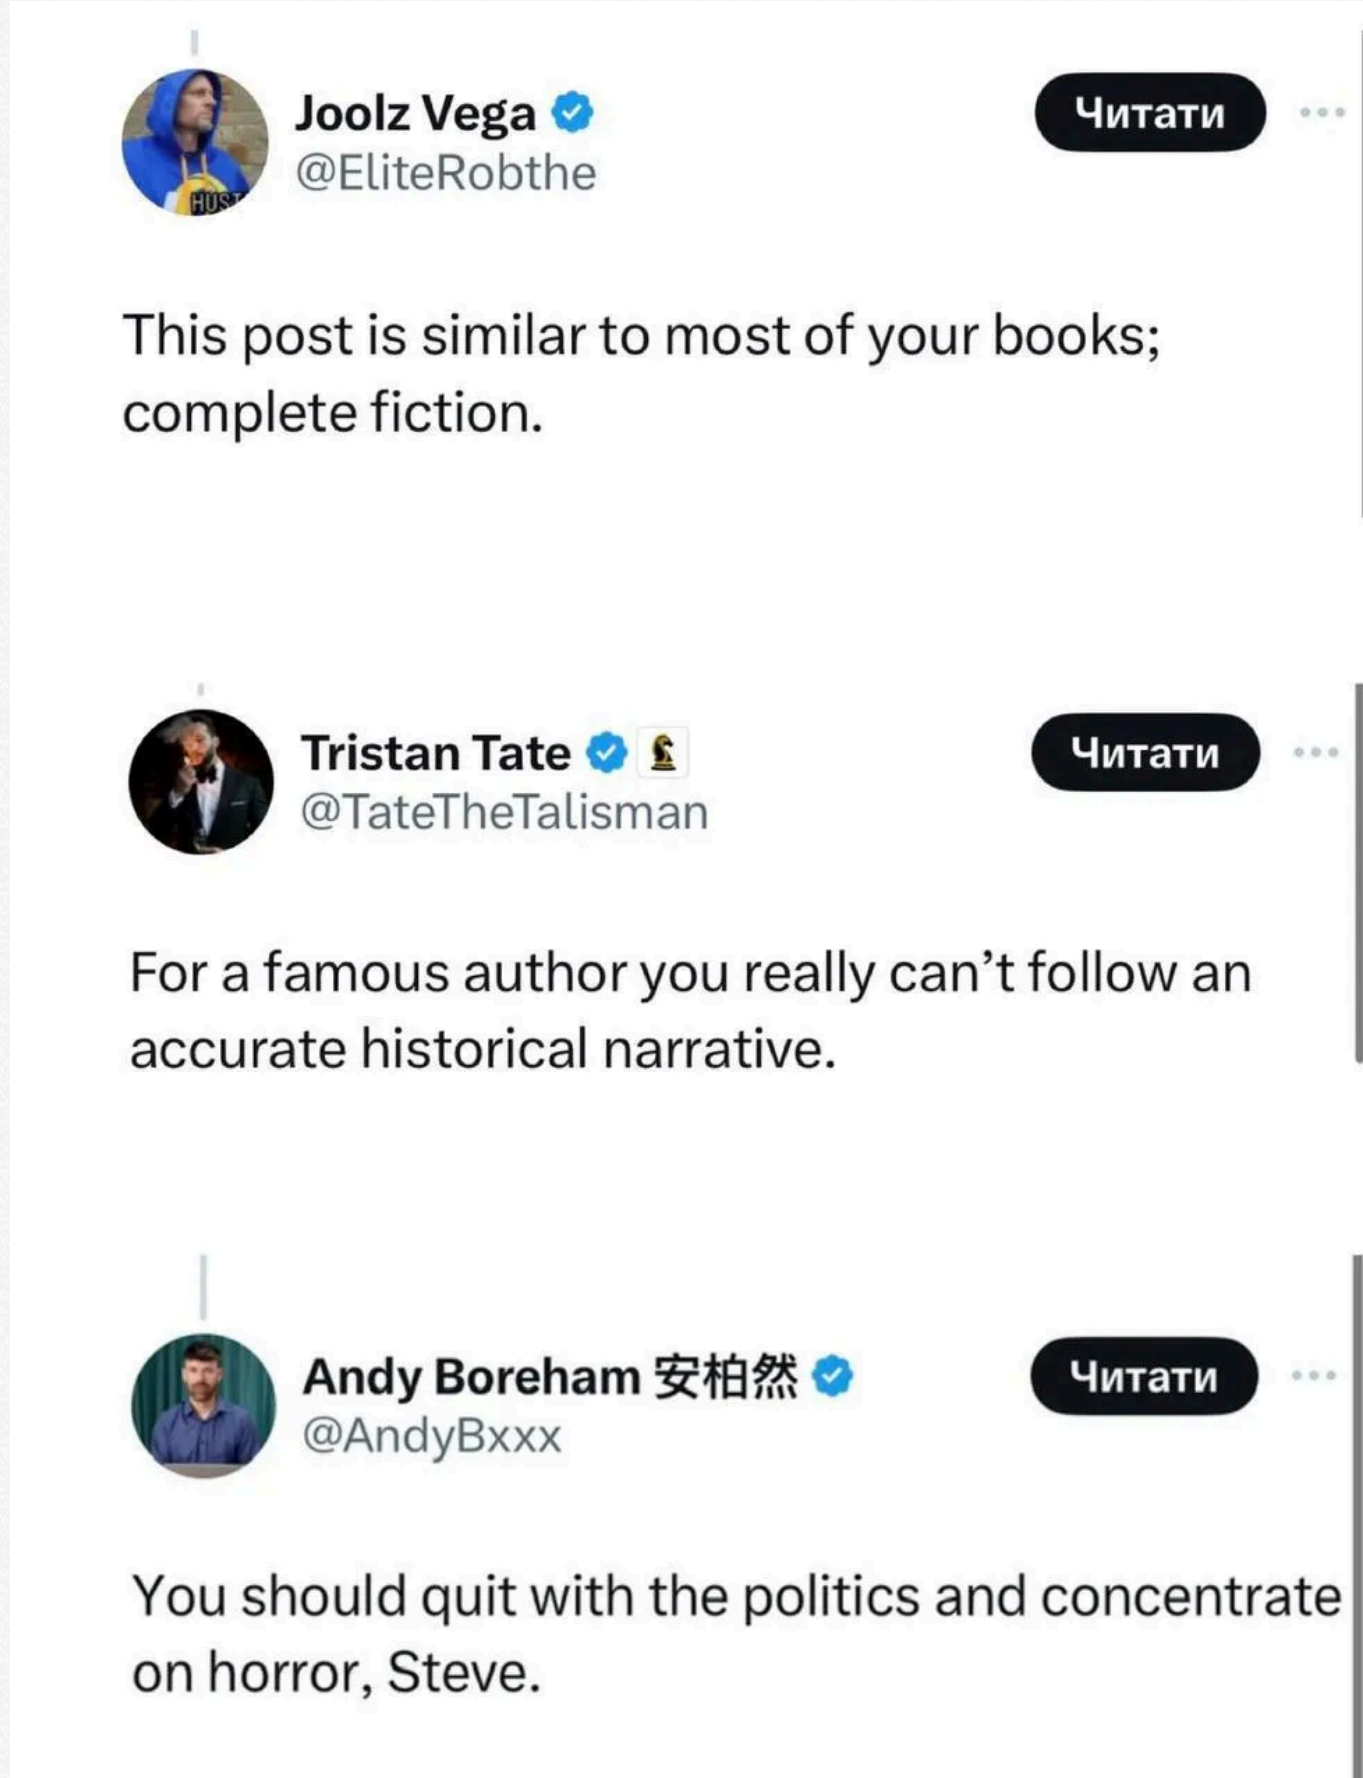 Joolz Vega
Читати
@EliteRobthe
HUST
This post is similar to most of your books;
complete fiction.
Tristan Tate
Читати
@TateTheTalisman
For a famous author you really can’t follow an
accurate historical narrative.
Andy Boreham 安柏然
Читати
@AndyBxxx
You should quit with the politics and concentrate
on horror, Steve.